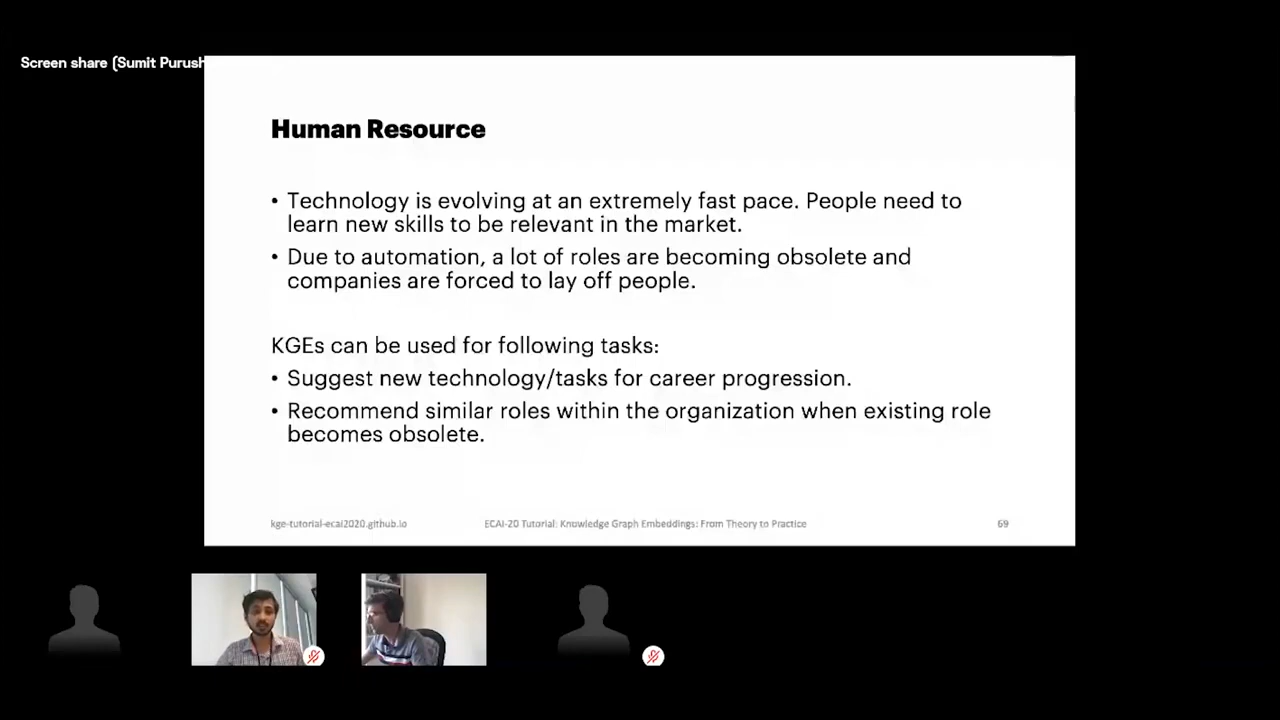 Screen share (Sumit Purush
Human Resource
• Technology is evolving at an extremely fast pace. People need to
learn new skills to be relevant in the market.
• Due to automation, a lot of roles are becoming obsolete and
companies are forced to lay off people.
KGEs can be used for following tasks:
• Suggest new technology/tasks for career progression.
• Recommend similar roles within the organization when existing role
becomes obsolete.
kge-tutorial-ecai2020.github.io ECAI-20 Tutorial: Knowledge Graph Embeddings: From Theory to Practice 69